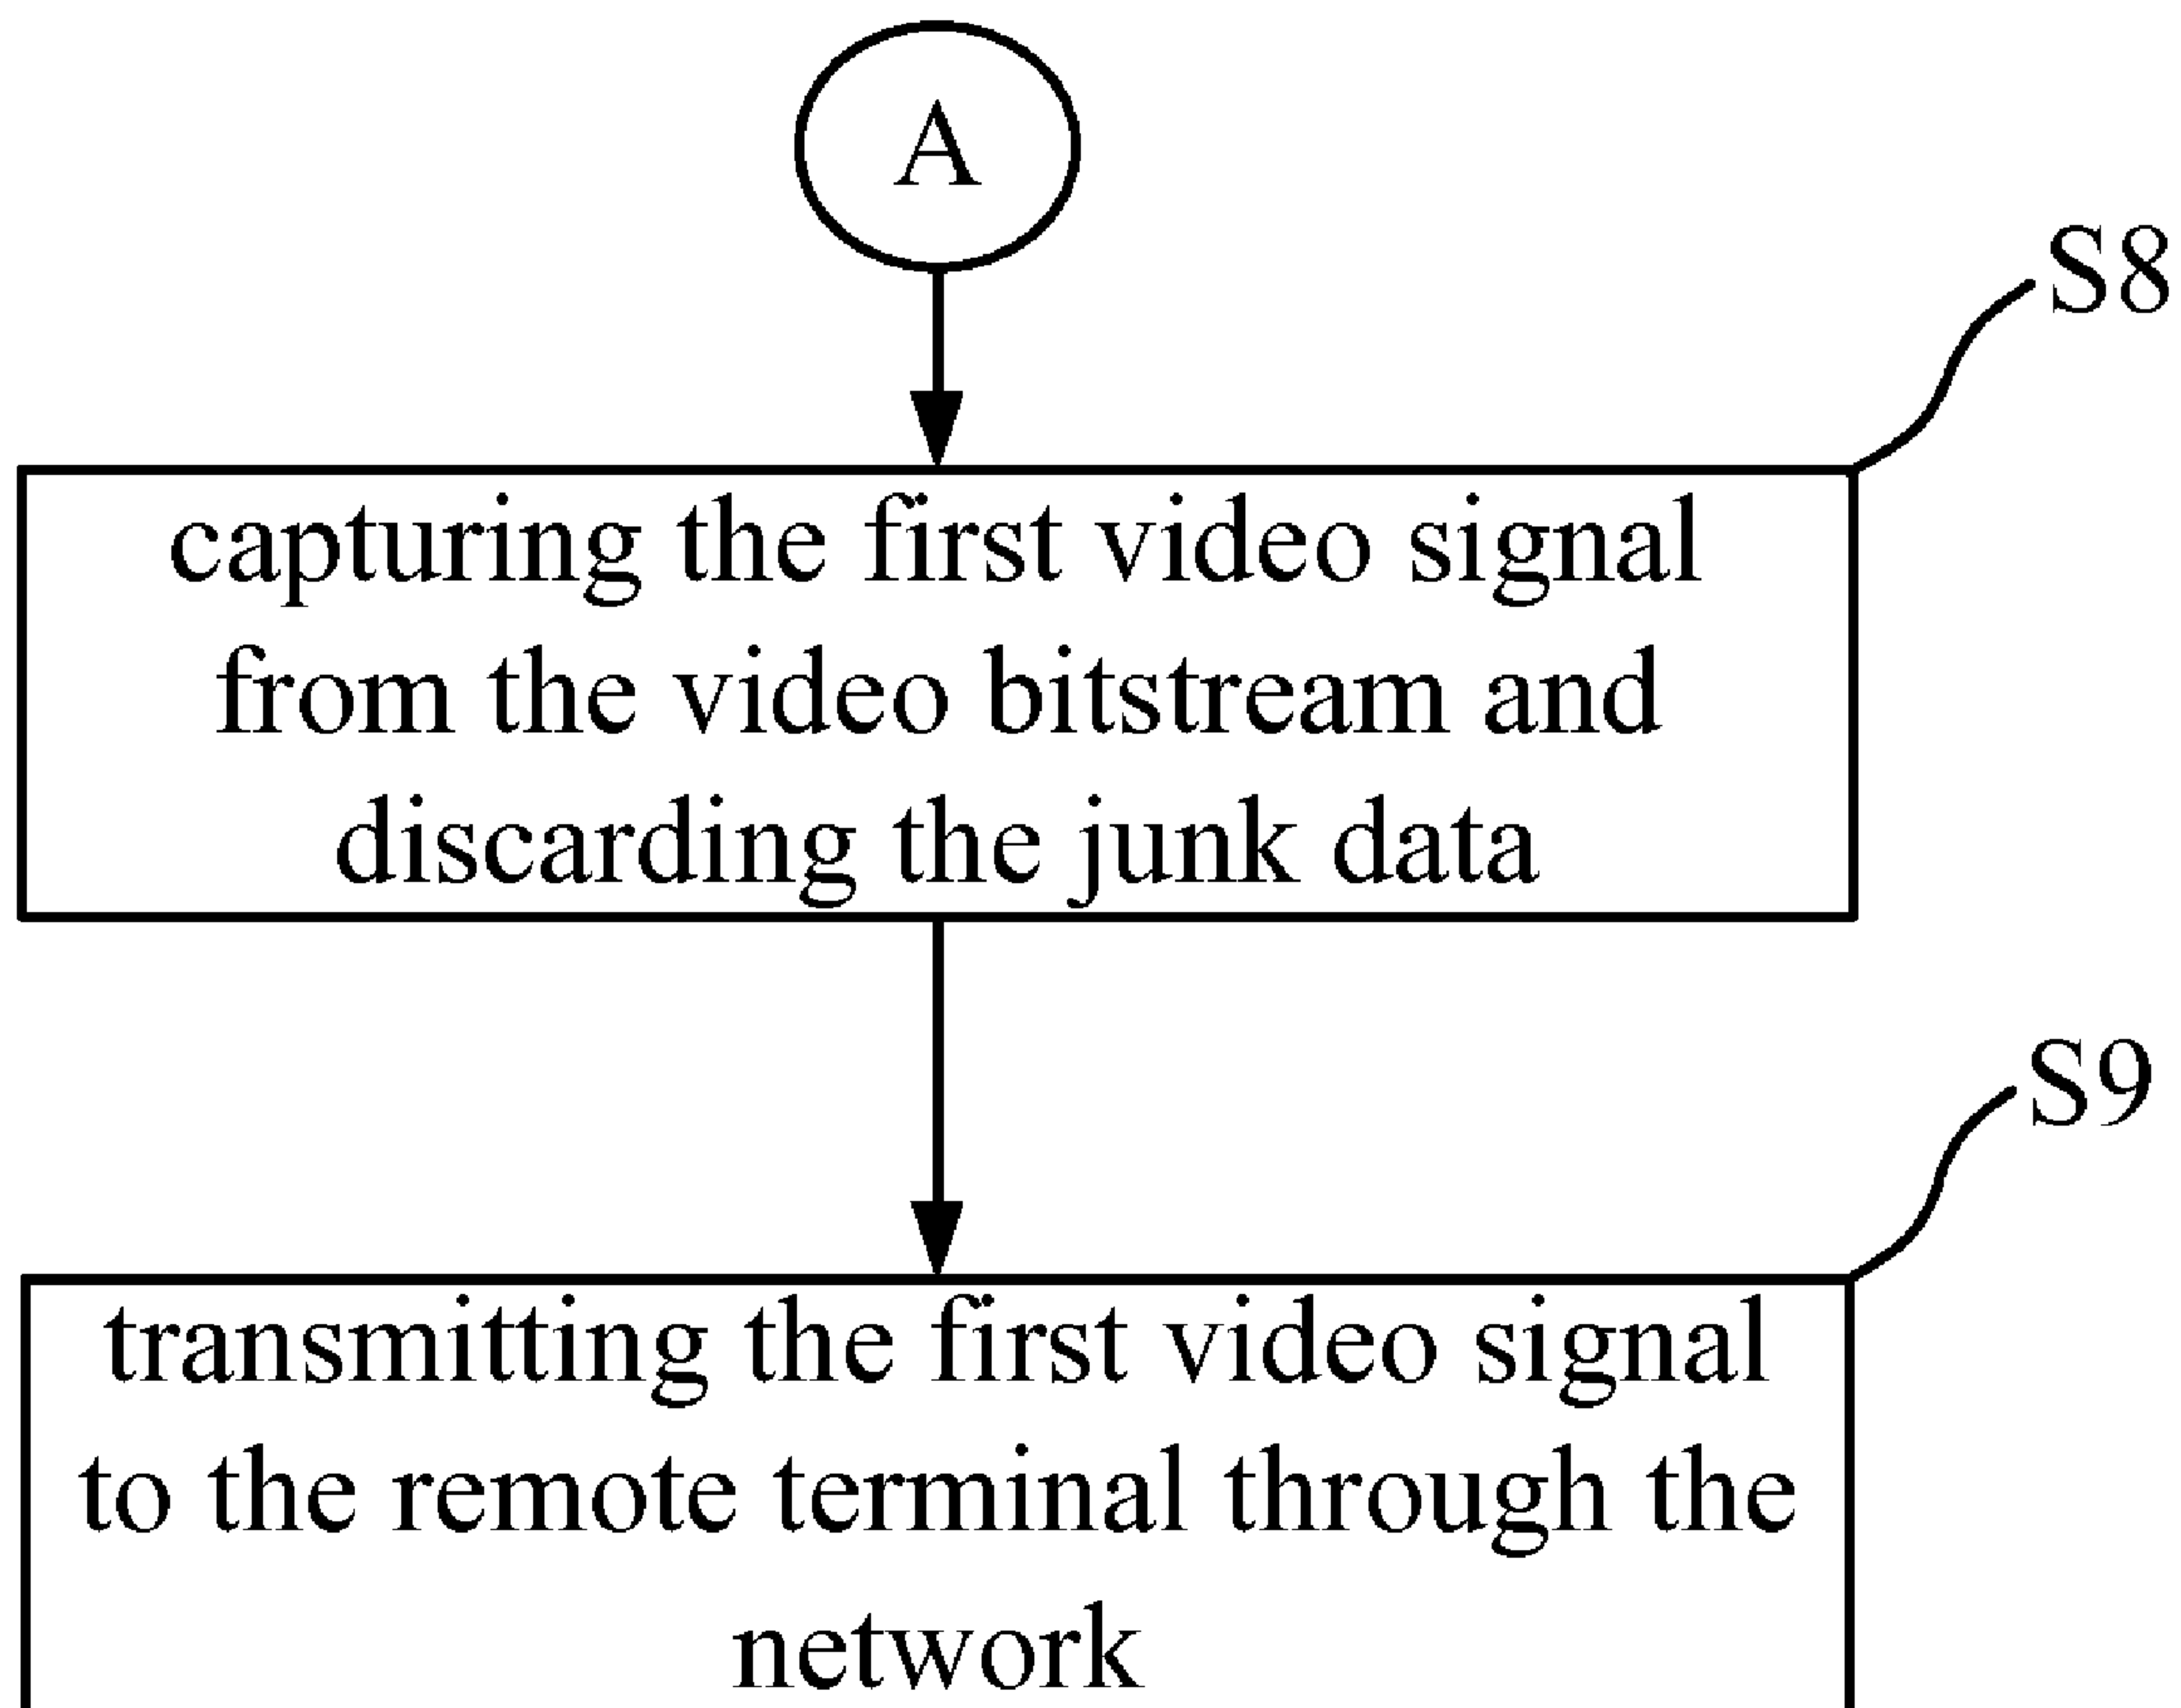 A
S8
capturing the first video signal
from the video bitstream and
discarding the junk data
S9
transmitting the first video signal
to the remote terminal through the
network